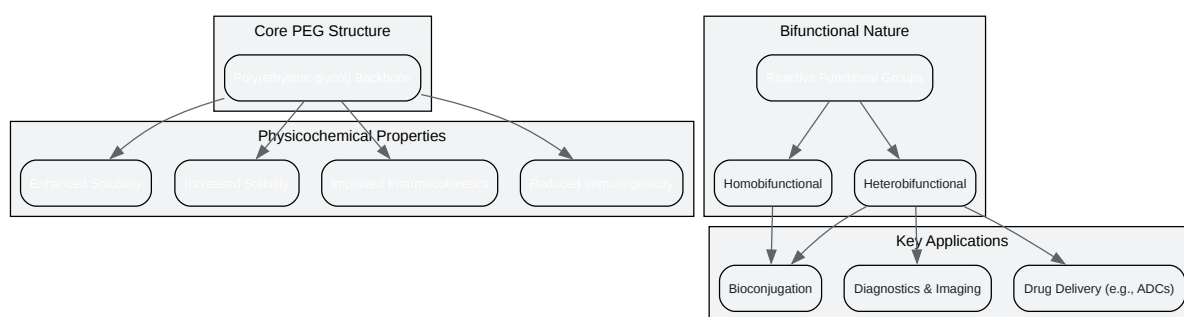 Core PEG Structure
Poly(ethylene glycol) Backbone
Physicochemical Properties
Enhanced Solubility
Increased Stability
Improved Pharmacokinetics
Reduced Immunogenicity
Bifunctional Nature
Reactive Functional Groups
Homobifunctional
Heterobifunctional
Key Applications
Bioconjugation
Diagnostics & Imaging
Drug Delivery (e.g., ADCs)